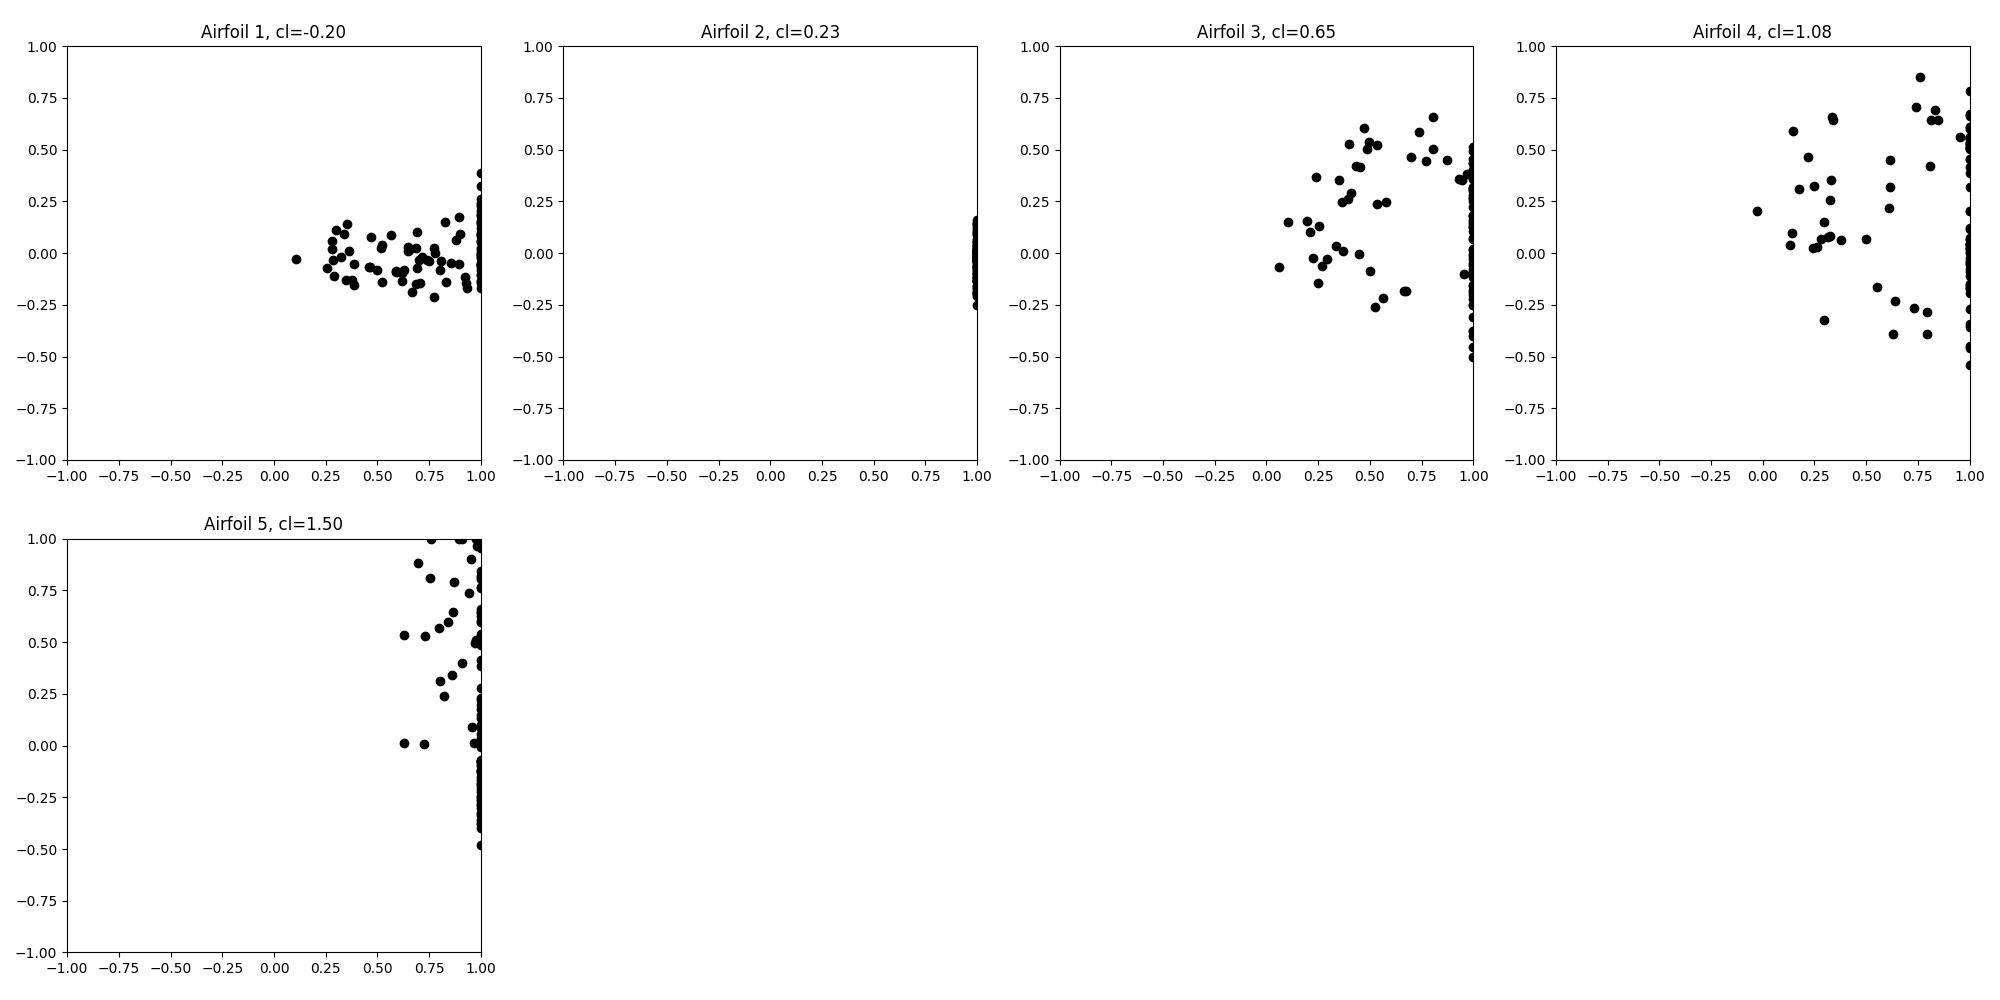 Airfoil 1, cl=-0.20
Airfoil 2, cl=0.23
Airfoil 3, cl=0.65
Airfoil 4, cl=1.08
1.00 1.00 1.00 1.00
0.75 0.75 0.75 0.75
0.50 0.50 0.50 0.50
0.25 0.25 0.25 0.25
0.00 0.00 0.00 0.00
−0.25 −0.25 −0.25 −0.25
−0.50 −0.50 −0.50 −0.50
−0.75 −0.75 −0.75 −0.75
−1.00 −1.00 −1.00 −1.00
−1.00 −0.75 −0.50 −0.25 0.00 0.25 0.50 0.75 1.00
−1.00 −0.75 −0.50 −0.25 0.00 0.25 0.50 0.75 1.00
−1.00 −0.75 −0.50 −0.25 0.00 0.25 0.50 0.75 1.00
−1.00 −0.75 −0.50 −0.25 0.00 0.25 0.50 0.75 1.00
Airfoil 5, cl=1.50
1.00
0.75
0.50
0.25
0.00
−0.25
−0.50
−0.75
−1.00
−1.00 −0.75 −0.50 −0.25 0.00 0.25 0.50 0.75 1.00